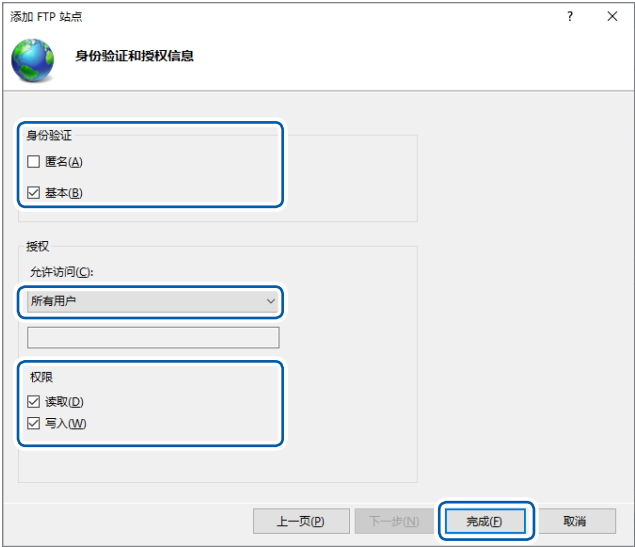 添加 FTP 站点
?
身份验证和授权信息
身份验证
匿名(A)
基本(B)
授权
允许访问(C):
所有用户
权限
读取(D)
写入(W)
上一页(P) 下一步(N) 完成(F) 取消